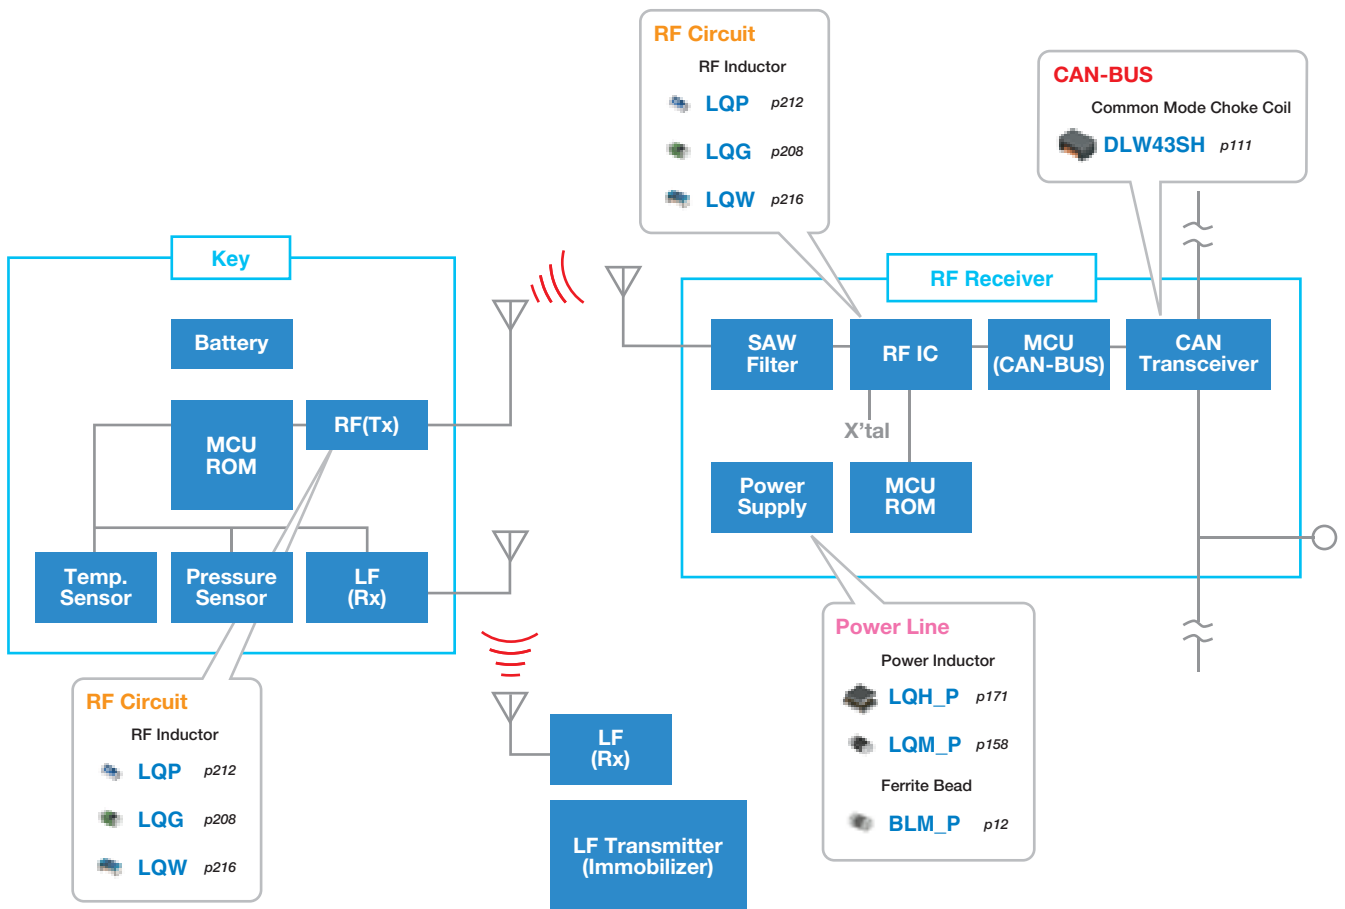 RF Circuit
RF Inductor
LQP p212
LQG p208
LQW p216
CAN-BUS
Common Mode Choke Coil
DLW43SH p111
Key
Battery
MCU
ROM
RF(Tx)
Temp.
Sensor
Pressure
Sensor
LF
(Rx)
RF Receiver
SAW
Filter
RF IC
MCU
(CAN-BUS)
CAN
Transceiver
X'tal
Power
Supply
MCU
ROM
RF Circuit
RF Inductor
LQP p212
LQG p208
LQW p216
LF
(Rx)
LF Transmitter
(Immobilizer)
Power Line
Power Inductor
LQH_P p171
LQM_P p158
Ferrite Bead
BLM_P p12